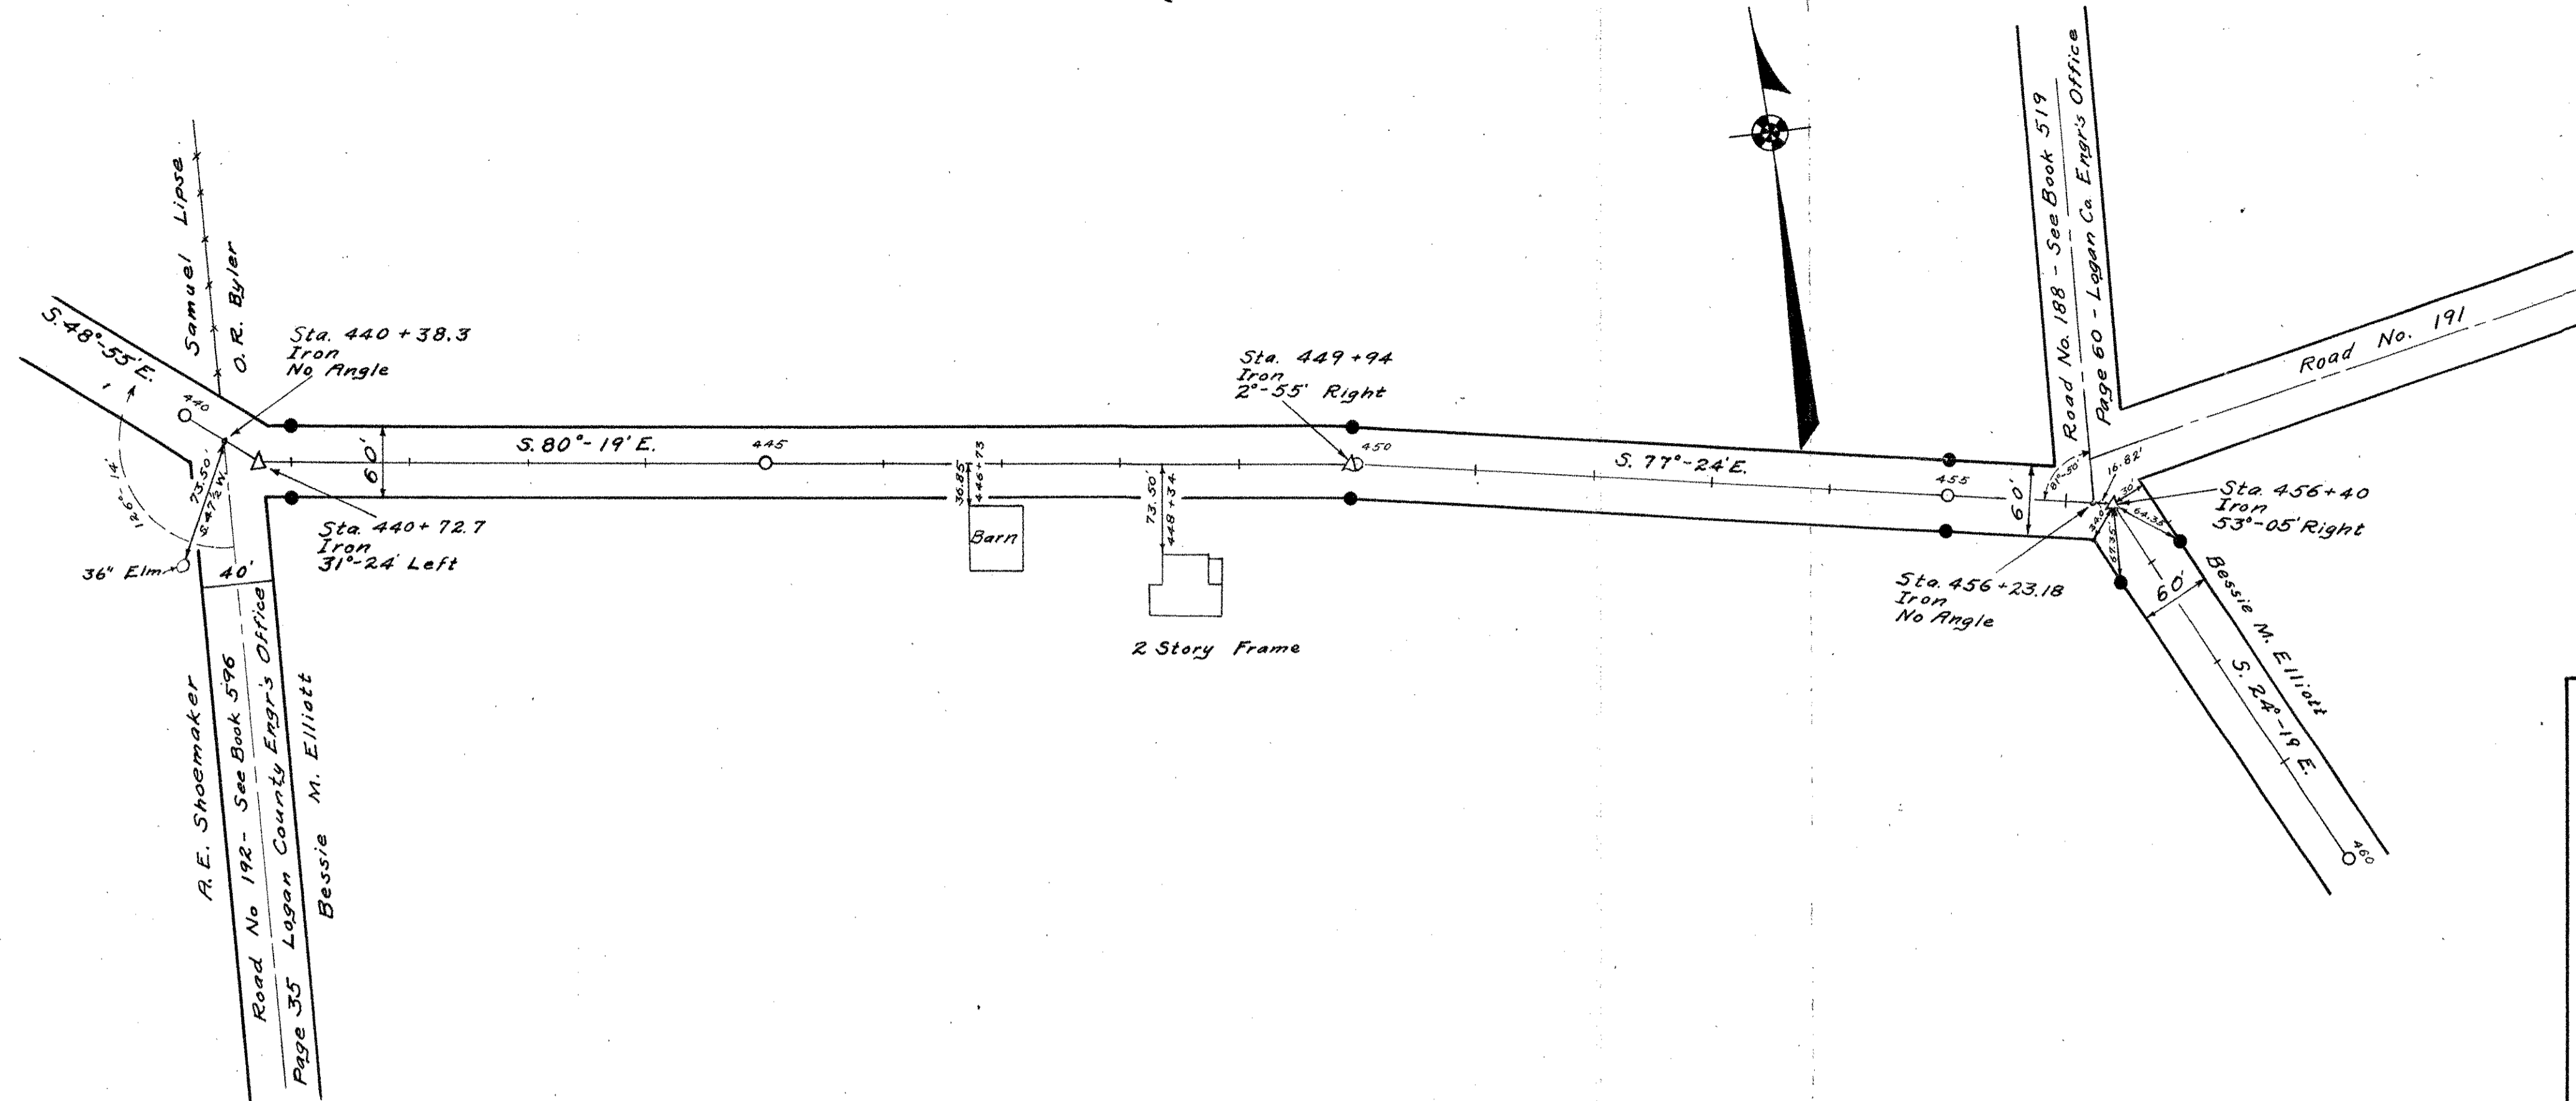 Samuel Lipse
O. R. Byler
S. 48°-55' E.
440
Sta. 440 + 38.3
Iron
No Angle
126°-14'
73.50'
S. 47½ W.
36" Elm
40'
Sta. 440 + 72.7
Iron
31°-24' Left
60'
S. 80°-19' E.
445
36.85'
446+73
Barn
73.50'
448+34
2 Story Frame
Sta. 449 +94
Iron
2°-55' Right
450
S. 77°-24' E.
455
60'
A. E. Shoemaker
Road No 192 - See Book 596
Page 35 Logan County Engr's Office
Bessie M. Elliott
Road No. 188 - See Book 519
Page 60 - Logan Co. Engr's Office
Road No. 191
81°-50'
16.82'
30'
64.35'
Sta. 456+40
Iron
53°-05' Right
Sta. 456 +23.18
Iron
No Angle
60'
Bessie M. Elliott
S. 24°-19' E.
460